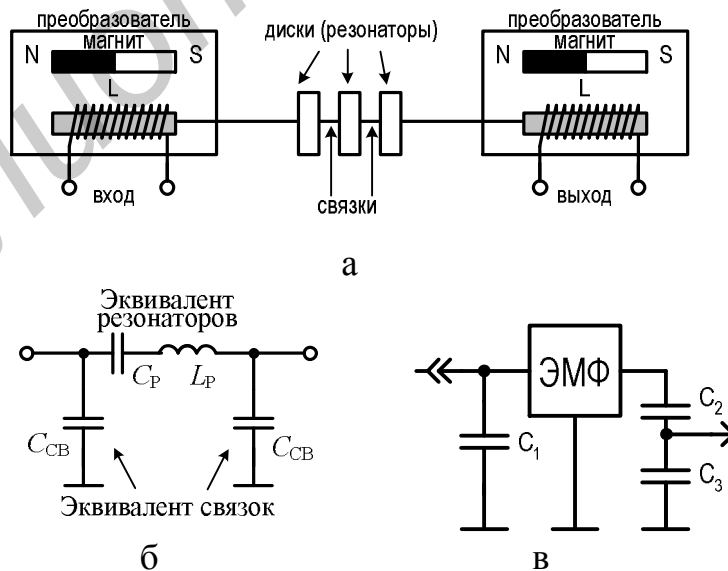 преобразователь
магнит
N S
L
вход
диски (резонаторы)
связки
преобразователь
магнит
N S
L
выход
а
Эквивалент
резонаторов
Cр Lр
Cсв
Cсв
Эквивалент связок
б
ЭМФ
C1
C2
C3
в